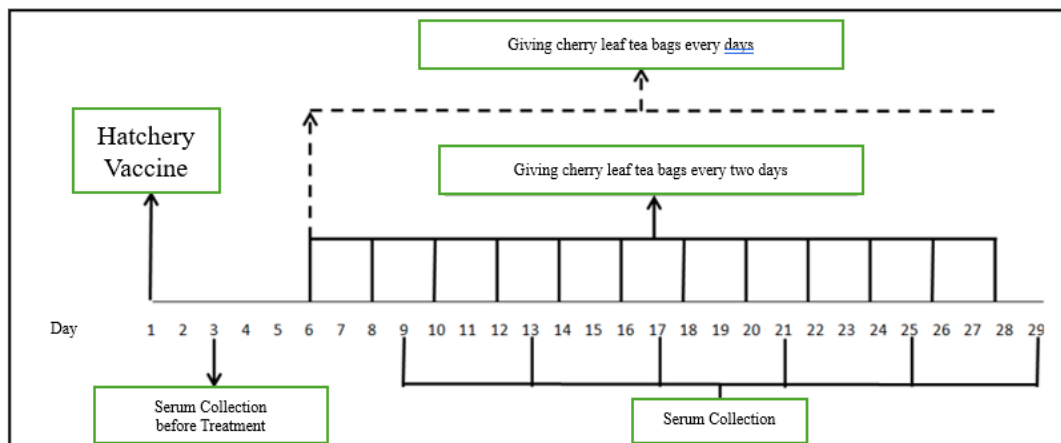 Giving cherry leaf tea bags every days
Hatchery
Vaccine
Giving cherry leaf tea bags every two days
Day 1 2 3 4 5 6 7 8 9 10 11 12 13 14 15 16 17 18 19 20 21 22 23 24 25 26 27 28 29
Serum Collection
before Treatment
Serum Collection